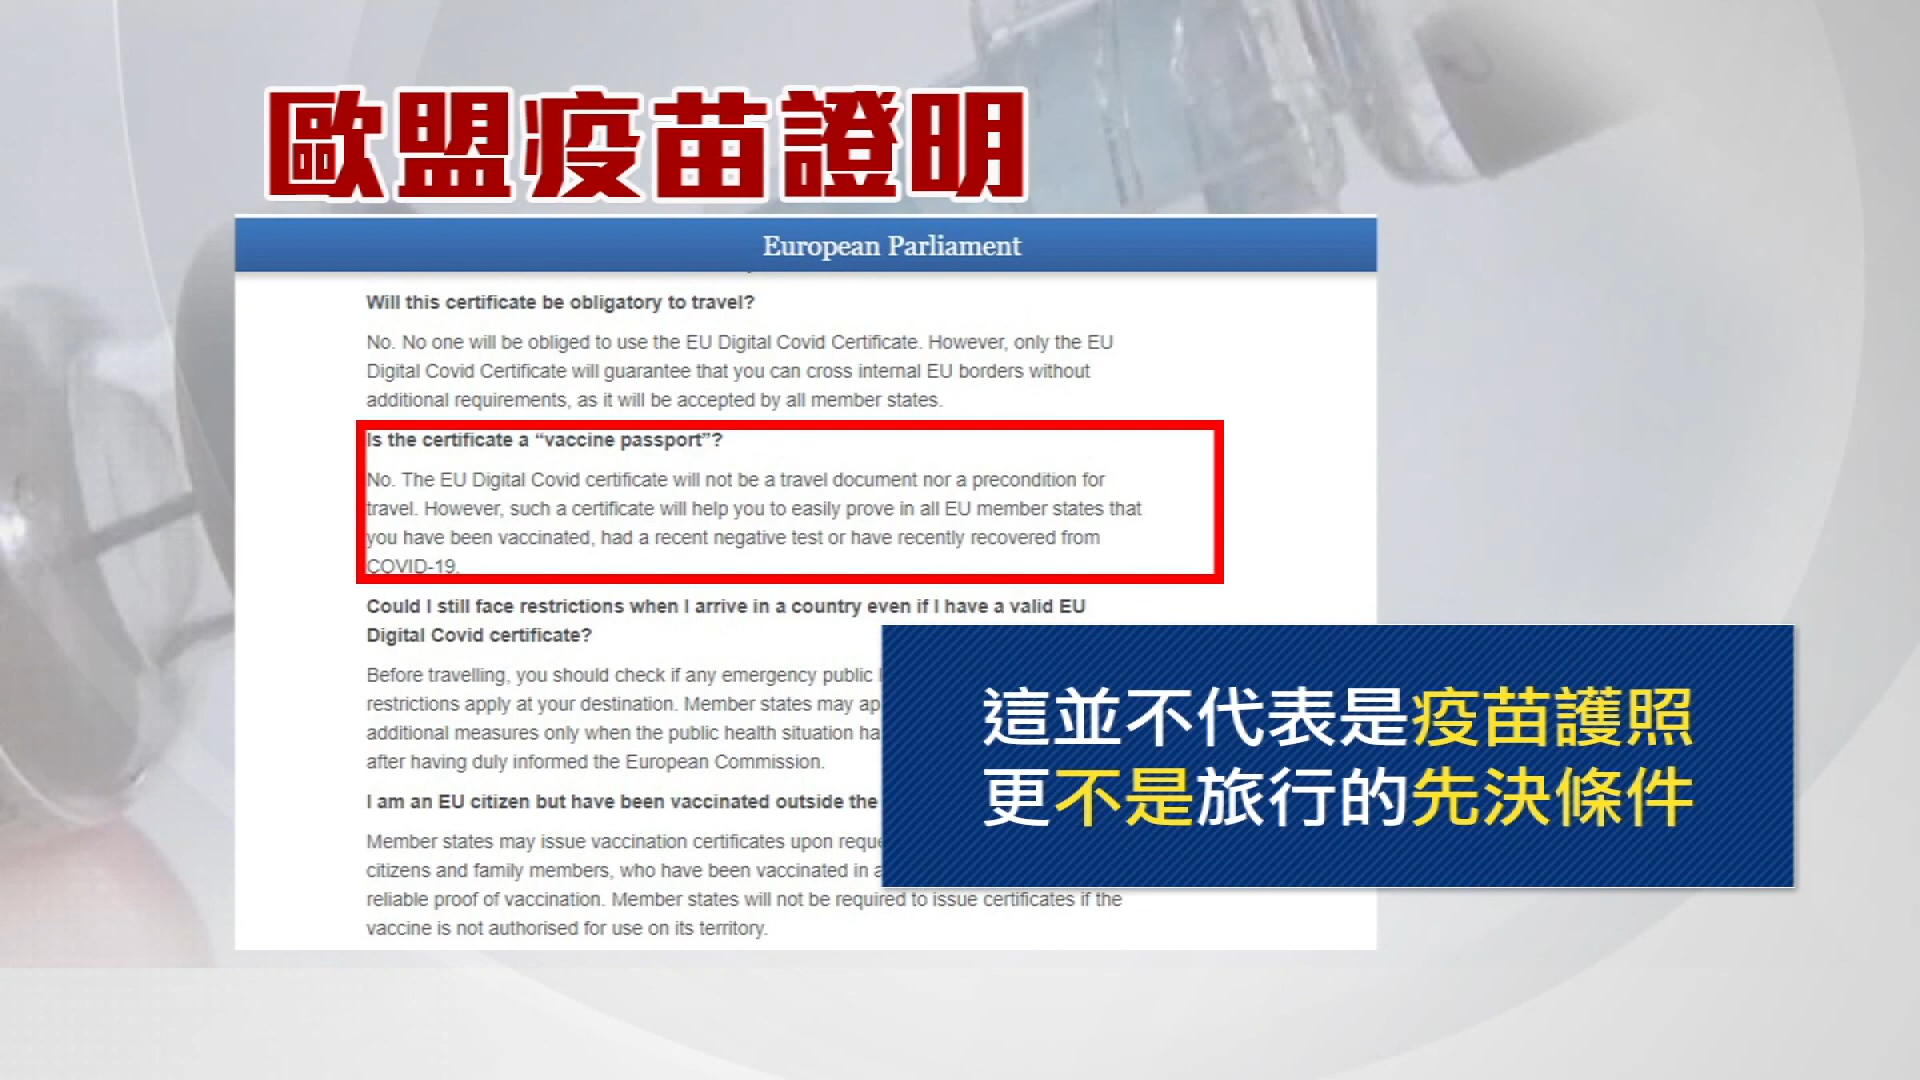 歐盟疫苗證明
European Parliament
Will this certificate be obligatory to travel?
No. No one will be obliged to use the EU Digital Covid Certificate. However, only the EU
Digital Covid Certificate will guarantee that you can cross internal EU borders without
additional requirements, as it will be accepted by all member states.
Is the certificate a “vaccine passport”?
No. The EU Digital Covid certificate will not be a travel document nor a precondition for
travel. However, such a certificate will help you to easily prove in all EU member states that
you have been vaccinated, had a recent negative test or have recently recovered from
COVID-19.
Could I still face restrictions when I arrive in a country even if I have a valid EU
Digital Covid certificate?
Before travelling, you should check if any emergency public
restrictions apply at your destination. Member states may
additional measures only when the public health situation
after having duly informed the European Commission.
I am an EU citizen but have been vaccinated outside the
Member states may issue vaccination certificates upon
citizens and family members, who have been vaccinated in
reliable proof of vaccination. Member states will not be required to issue certificates if the
vaccine is not authorised for use on its territory.
這並不代表是疫苗護照
更不是旅行的先決條件